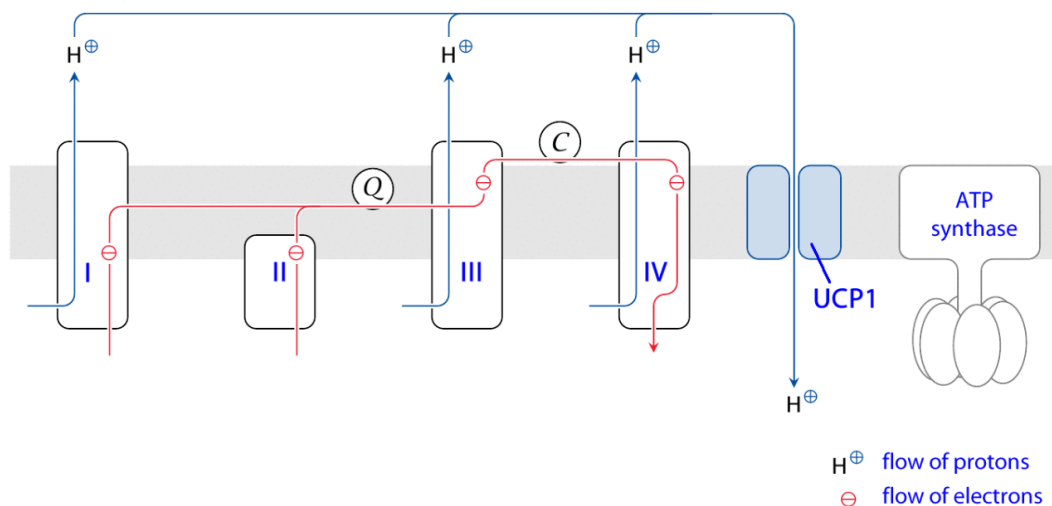 H⊕ H⊕ H⊕
C
Q
I II III IV
ATP
synthase
UCP1
H⊕
H⊕ flow of protons
⊖ flow of electrons